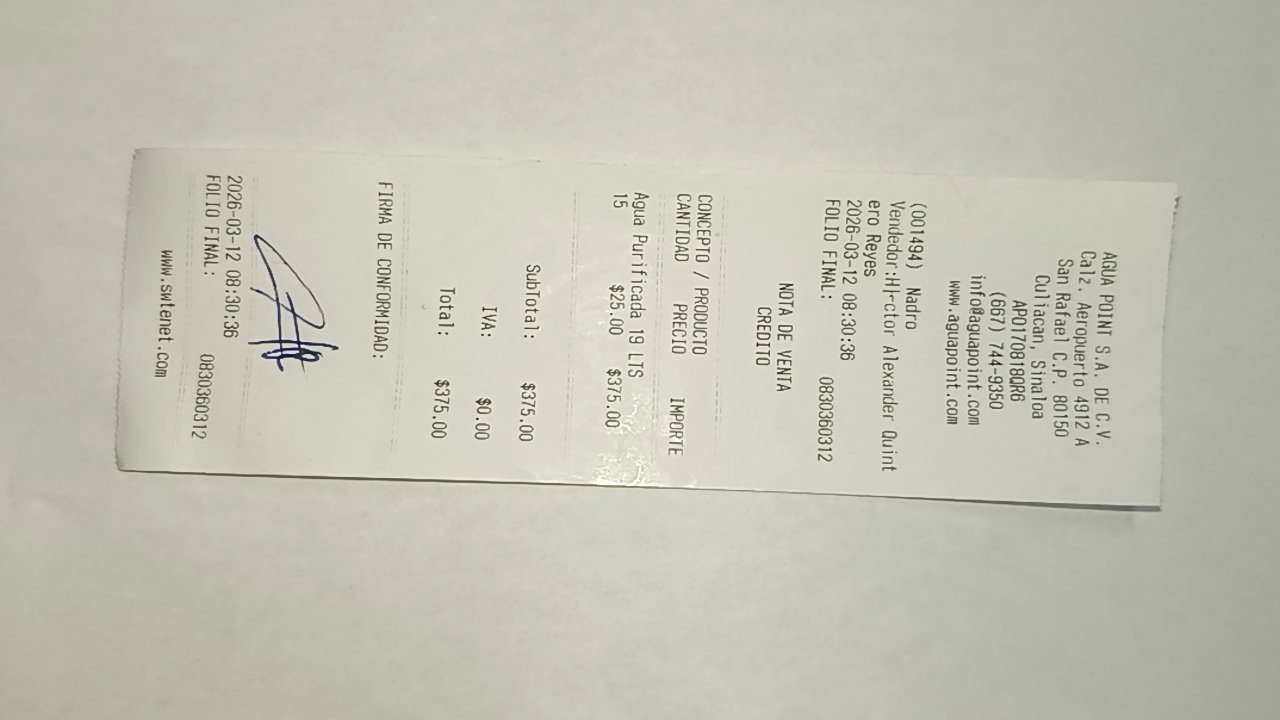 AGUA POINT S.A. DE C.V.
Calz. Aeropuerto 4912 A
San Rafael C.P. 80150
Culiacan, Sinaloa
APO170818QR6
(667) 744-9350
info@aguapoint.com
www.aguapoint.com
(001494) Nadro
Vendedor:H|-ctor Alexander Quint
ero Reyes
2026-03-12 08:30:36
FOLIO FINAL: 0830360312
NOTA DE VENTA
CREDITO
CONCEPTO / PRODUCTO
CANTIDAD PRECIO IMPORTE
Agua Purificada 19 LTS
15 $25.00 $375.00
SubTotal: $375.00
IVA: $0.00
Total: $375.00
FIRMA DE CONFORMIDAD:
2026-03-12 08:30:36
FOLIO FINAL: 0830360312
www.swtenet.com